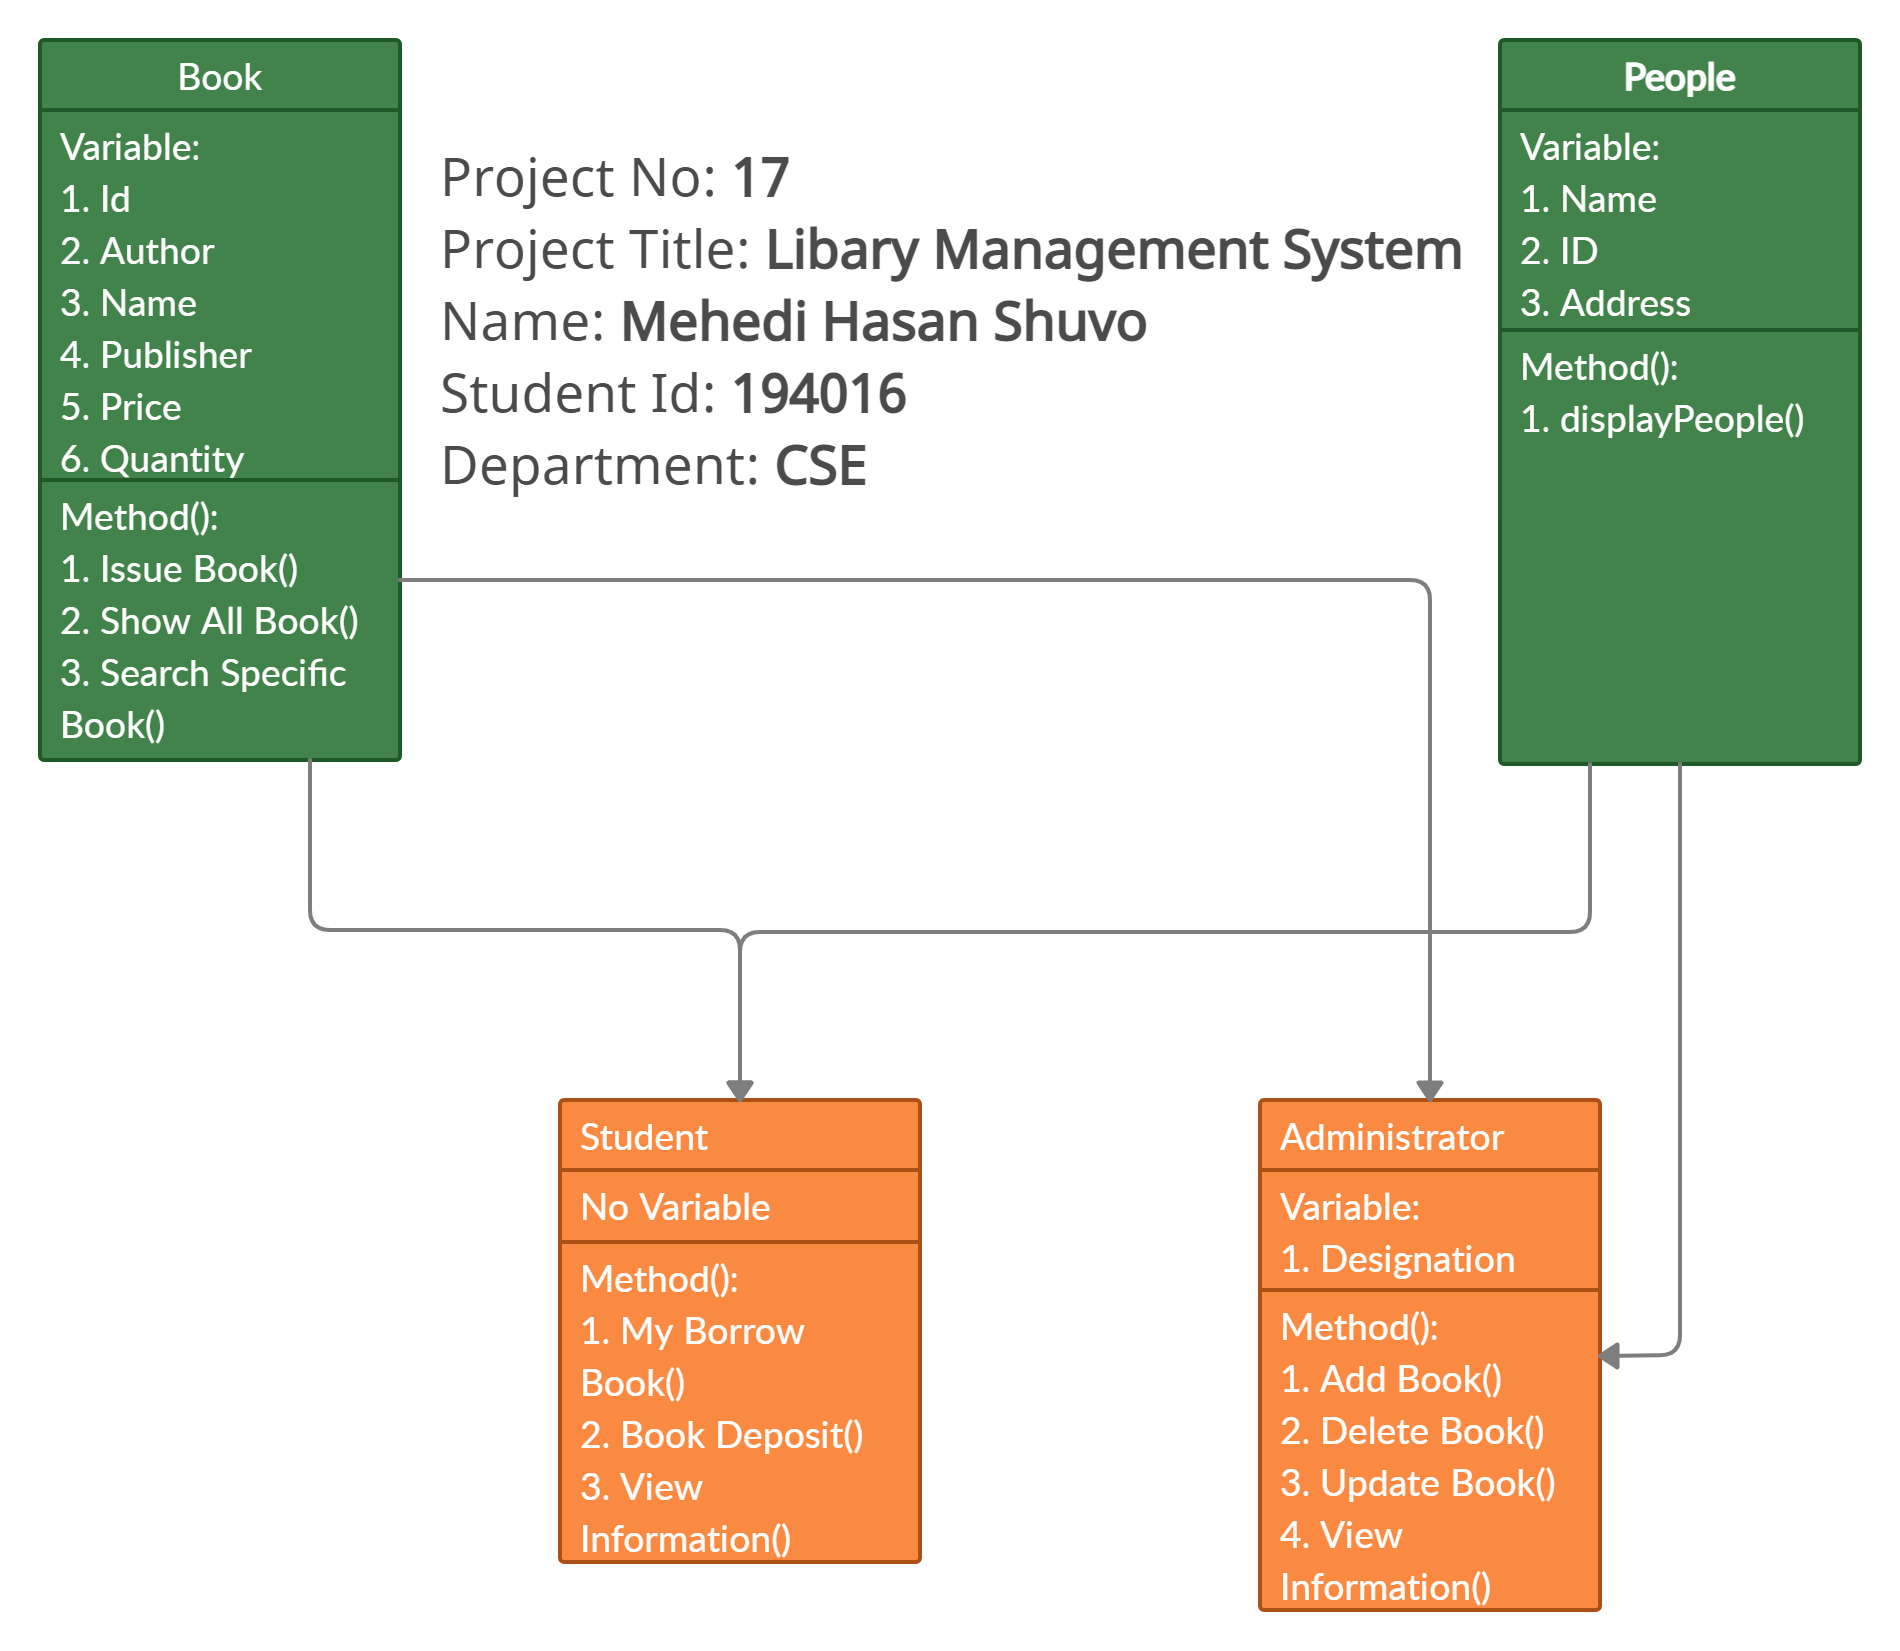 Book
Variable:
1. Id
2. Author
3. Name
4. Publisher
5. Price
6. Quantity
Method():
1. Issue Book()
2. Show All Book()
3. Search Specific
Book()
Project No: 17
Project Title: Libary Management System
Name: Mehedi Hasan Shuvo
Student Id: 194016
Department: CSE
People
Variable:
1. Name
2. ID
3. Address
Method():
1. displayPeople()
Student
No Variable
Method():
1. My Borrow
Book()
2. Book Deposit()
3. View
Information()
Administrator
Variable:
1. Designation
Method():
1. Add Book()
2. Delete Book()
3. Update Book()
4. View
Information()